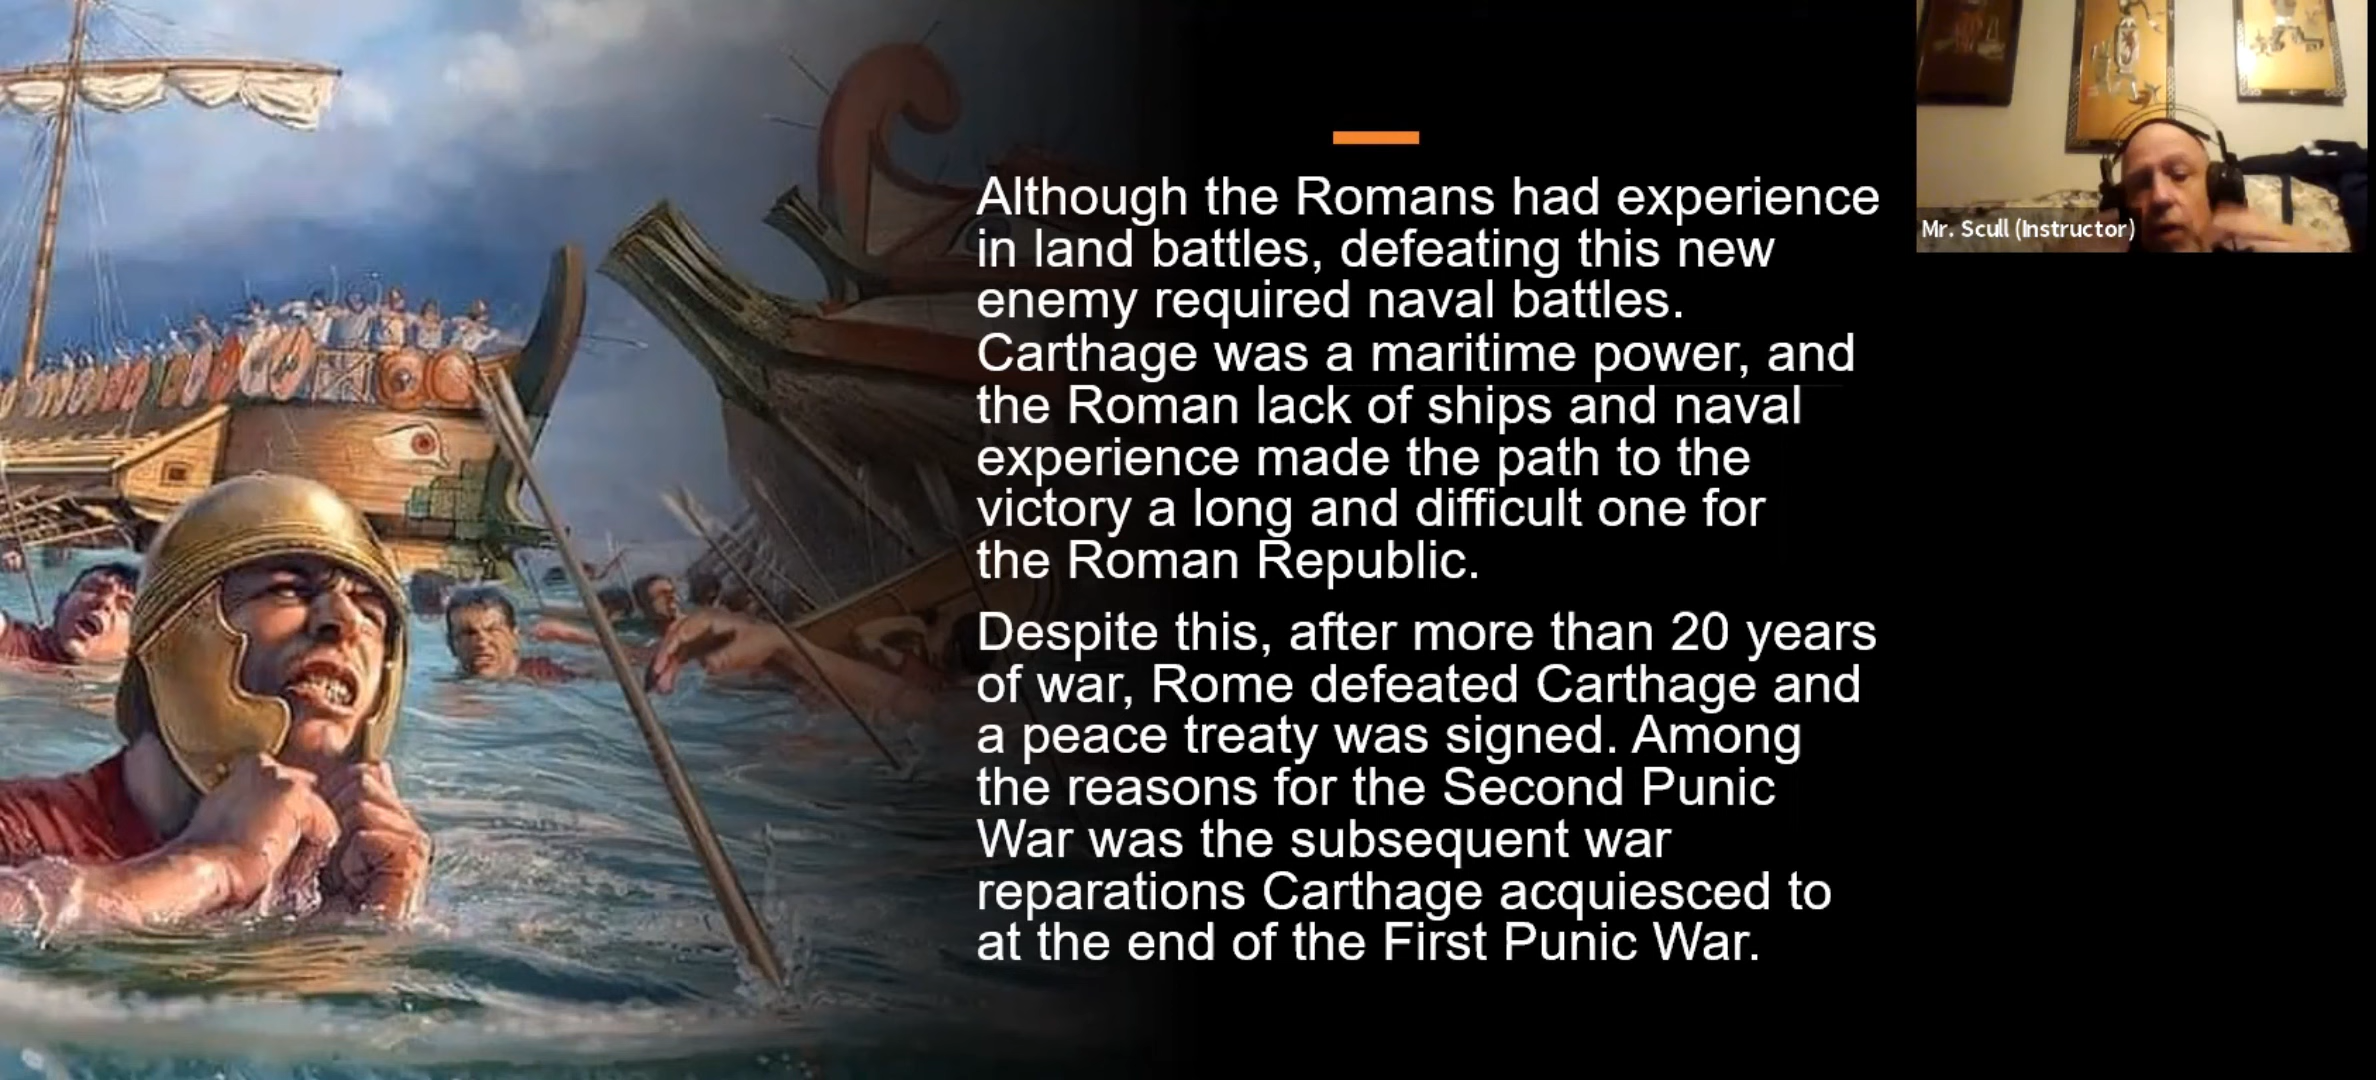 Although the Romans had experience
in land battles, defeating this new
enemy required naval battles.
Carthage was a maritime power, and
the Roman lack of ships and naval
experience made the path to the
victory a long and difficult one for
the Roman Republic.
Despite this, after more than 20 years
of war, Rome defeated Carthage and
a peace treaty was signed. Among
the reasons for the Second Punic
War was the subsequent war
reparations Carthage acquiesced to
at the end of the First Punic War.
Mr. Scull (Instructor)